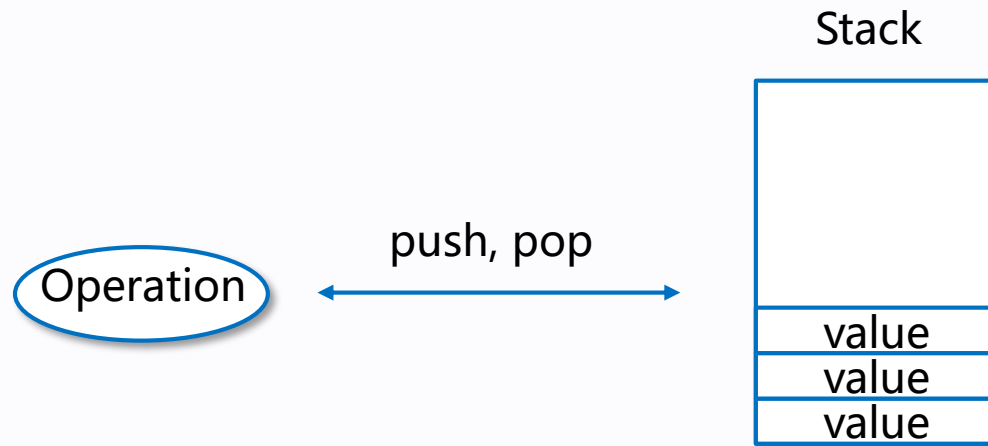 Stack
push, pop
Operation
value
value
value